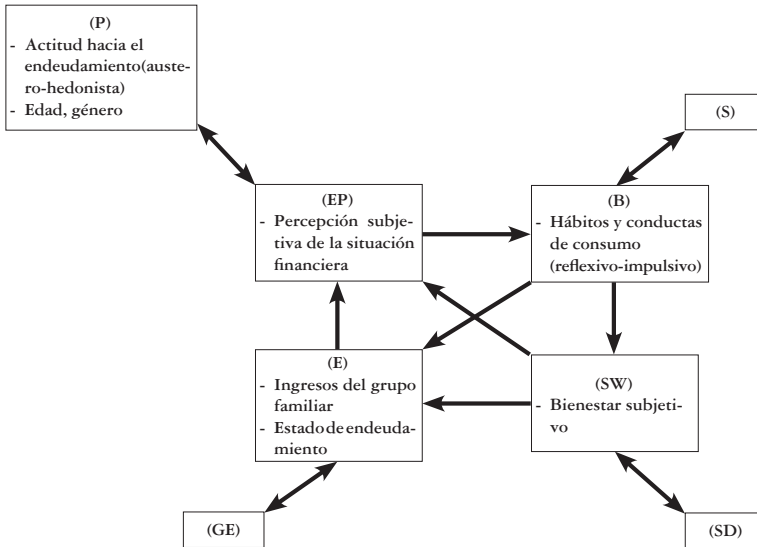 (P)
- Actitud hacia el
endeudamiento(auste-
ro-hedonista)
- Edad, género
(S)
(EP)
- Percepción subje-
tiva de la situación
financiera
(B)
- Hábitos y conductas
de consumo
(reflexivo-impulsivo)
(E)
- Ingresos del grupo
familiar
- Estado de endeuda-
miento
(SW)
- Bienestar subjeti-
vo
(GE)
(SD)